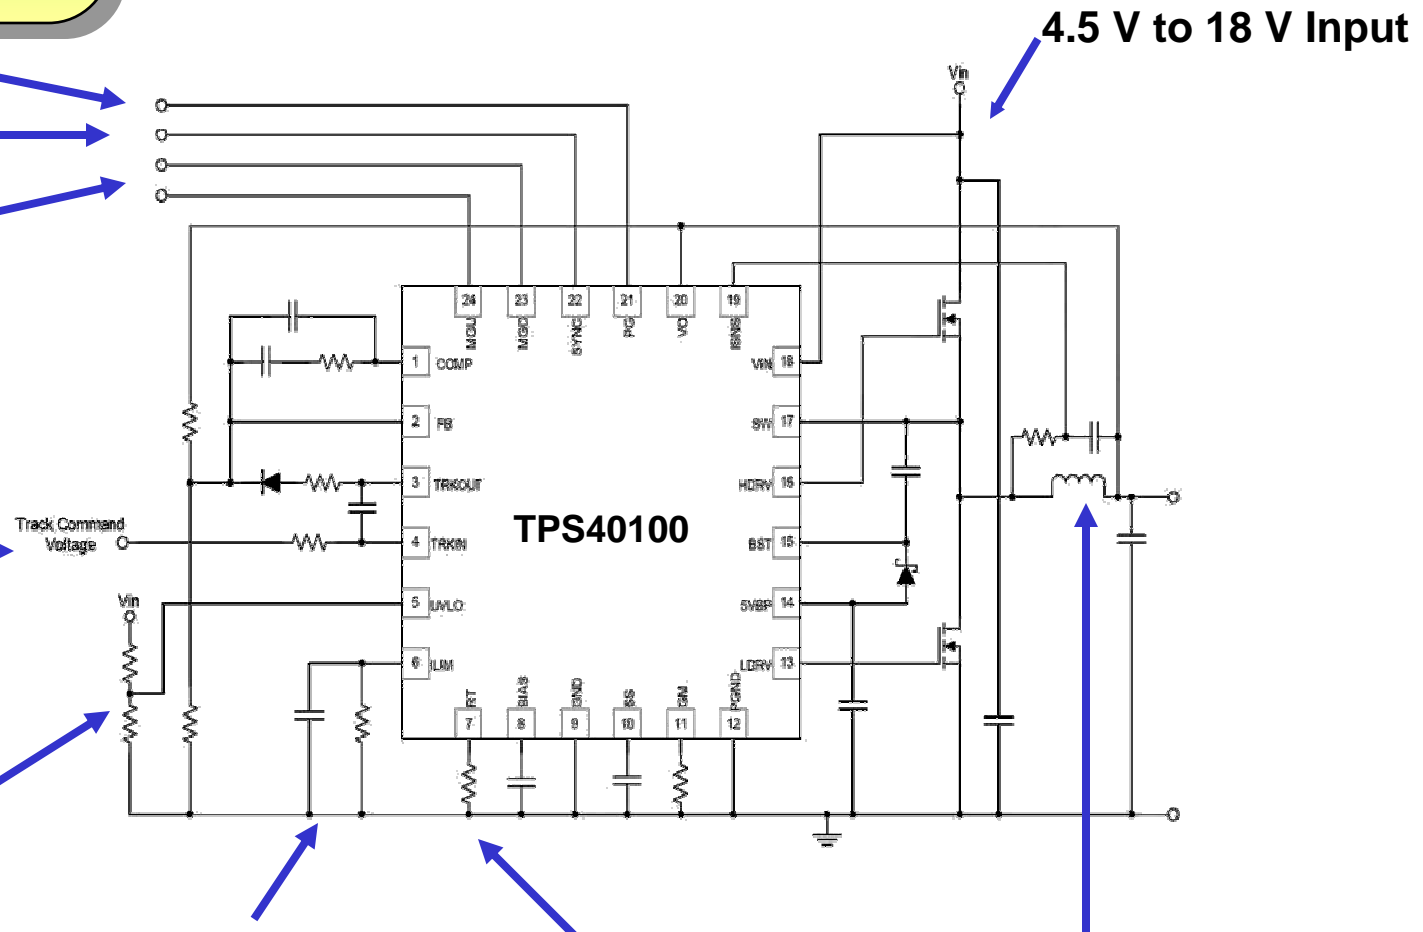 4.5 V to 18 V Input
Vin
24
23
22
21
20
19
MGU
MGD
SYNC
PG
VO
ISNS
1
COMP
VIN
18
2
FB
SW
17
3
TRKOUT
HDRV
16
Track Command
Voltage
4
TRKIN
TPS40100
BST
15
Vin
5
UVLO
5VBP
14
6
ILIM
LDRV
13
RT
BIAS
GND
SS
GM
PGND
7
8
9
10
11
12